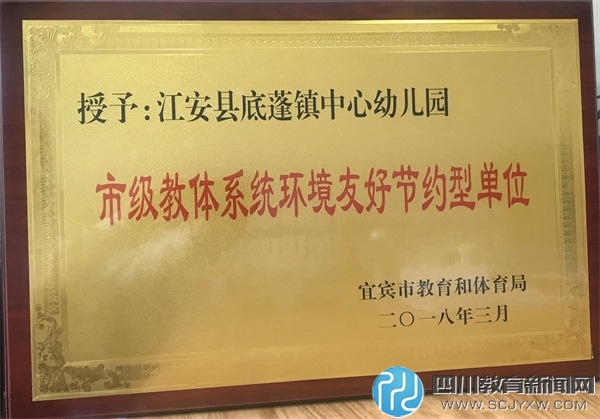 授予：江安县底蓬镇中心幼儿园
市级教体系统环境友好节约型单位
宜宾市教育和体育局
二〇一八年三月
四川教育新闻网
www.SCJYXW.com